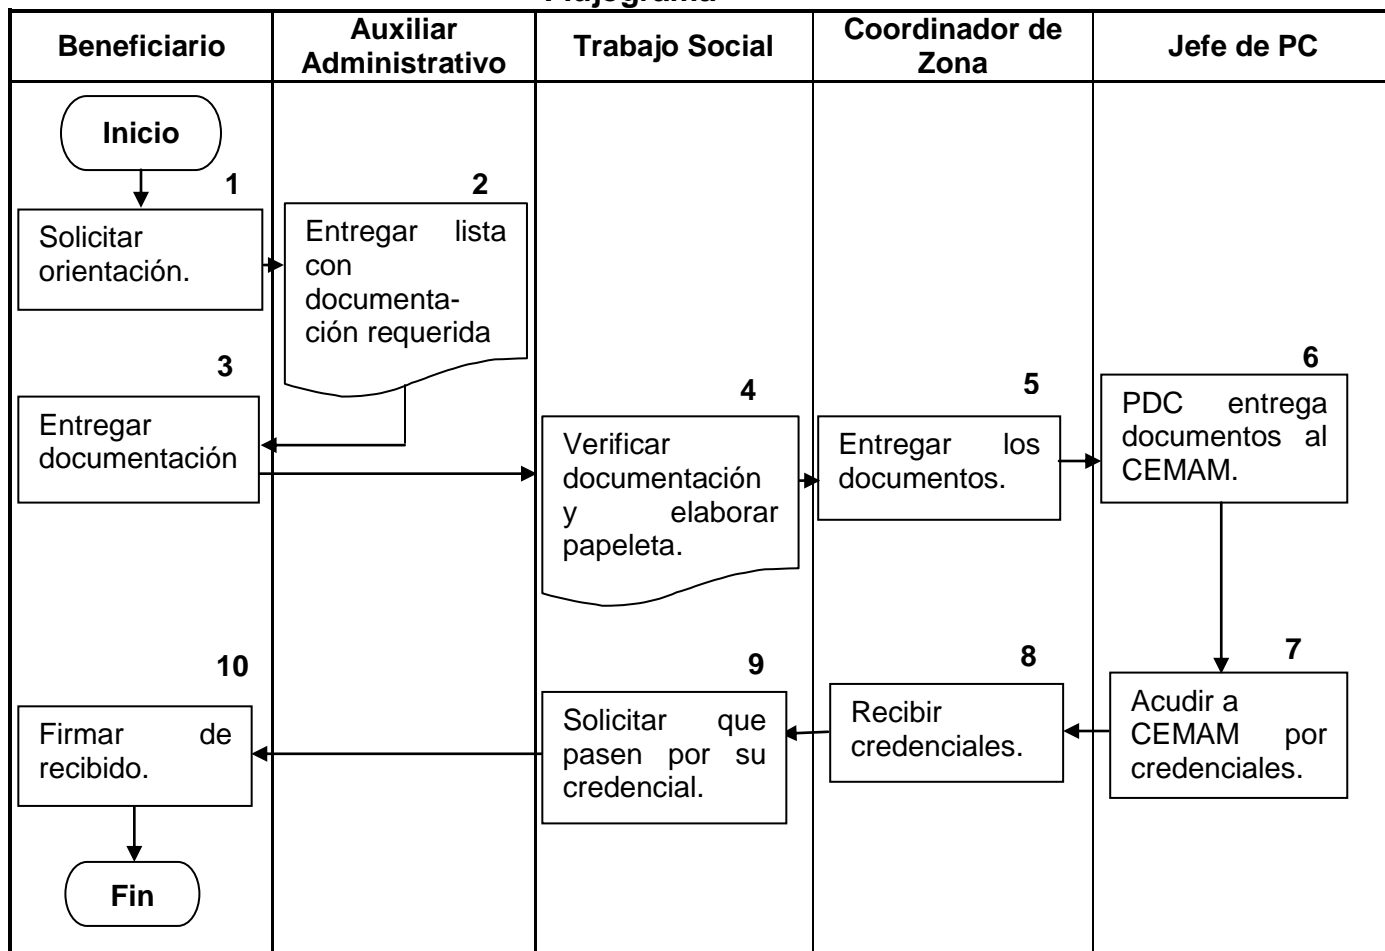 Flujograma
Beneficiario
Auxiliar
Administrativo
Trabajo Social
Coordinador de
Zona
Jefe de PC
Inicio
1
Solicitar
orientación.
2
Entregar lista
con
documenta-
ción requerida
3
Entregar
documentación
4
Verificar
documentación
y elaborar
papeleta.
5
Entregar los
documentos.
6
PDC entrega
documentos al
CEMAM.
7
Acudir a
CEMAM por
credenciales.
8
Recibir
credenciales.
9
Solicitar que
pasen por su
credencial.
10
Firmar de
recibido.
Fin